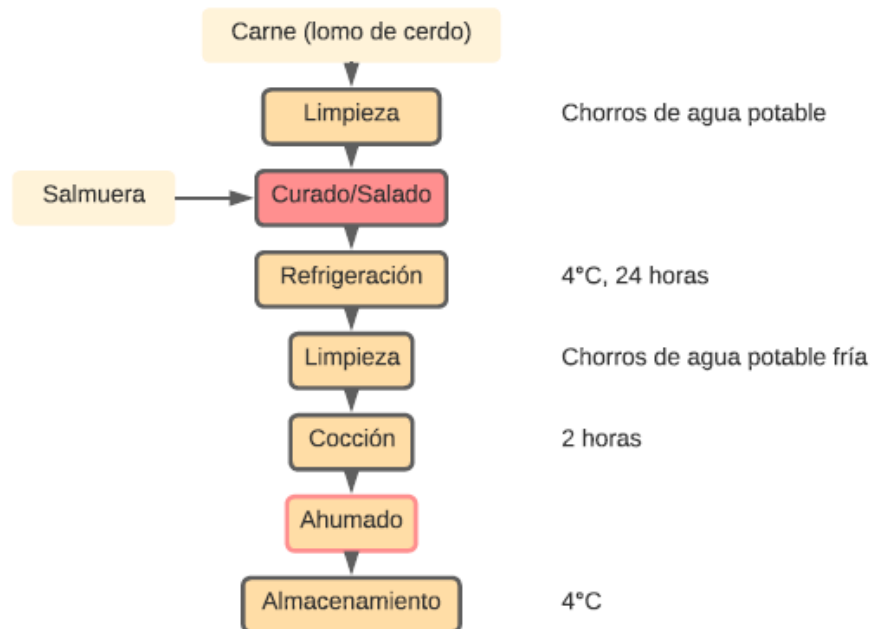 Carne (lomo de cerdo)
Limpieza
Chorros de agua potable
Salmuera
Curado/Salado
Refrigeración
4°C, 24 horas
Limpieza
Chorros de agua potable fría
Cocción
2 horas
Ahumado
Almacenamiento
4°C